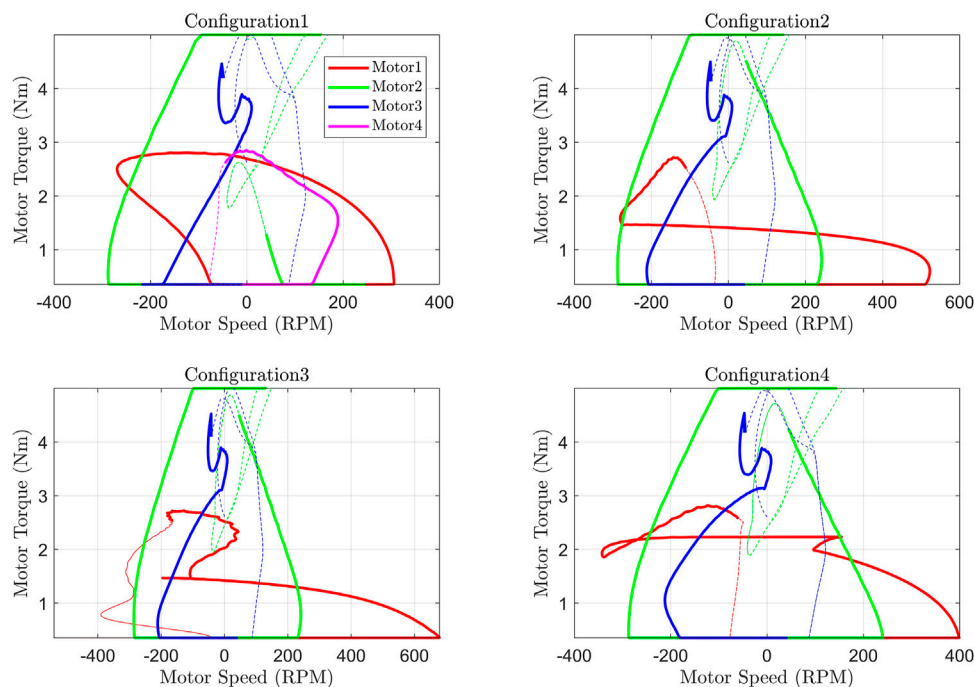 Configuration1
Motor Torque (Nm)
4
3
2
1
Motor1
Motor2
Motor3
Motor4
-400 -200 0 200 400
Motor Speed (RPM)
Configuration2
Motor Torque (Nm)
4
3
2
1
-400 -200 0 200 400 600
Motor Speed (RPM)
Configuration3
Motor Torque (Nm)
4
3
2
1
-400 -200 0 200 400 600
Motor Speed (RPM)
Configuration4
Motor Torque (Nm)
4
3
2
1
-400 -200 0 200 400
Motor Speed (RPM)